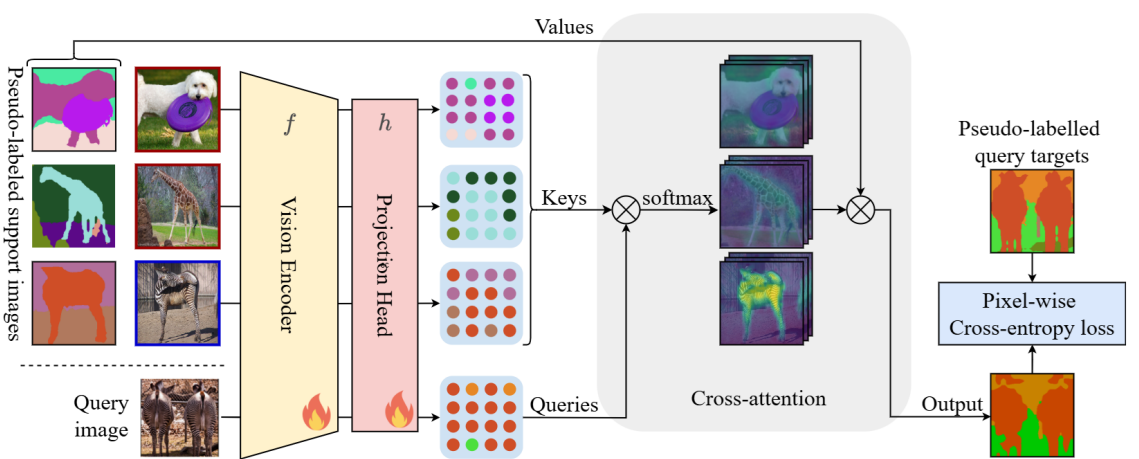 Values
Pseudo-labeled support images
f
h
Vision Encoder
Projection Head
Keys
softmax
Pseudo-labelled
query targets
Pixel-wise
Cross-entropy loss
Query
image
Queries
Cross-attention
Output